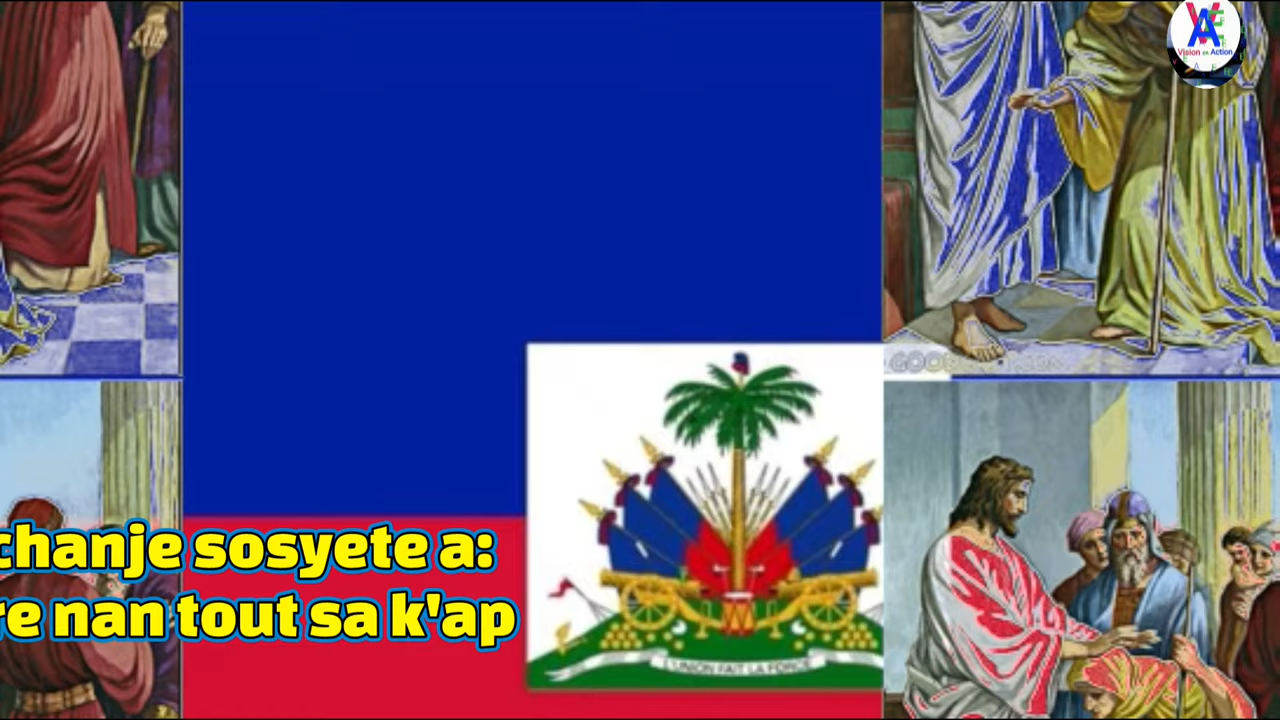 Vision en Action
chanje sosyete a:
re nan tout sa k'ap
L'UNION FAIT LA FORCE